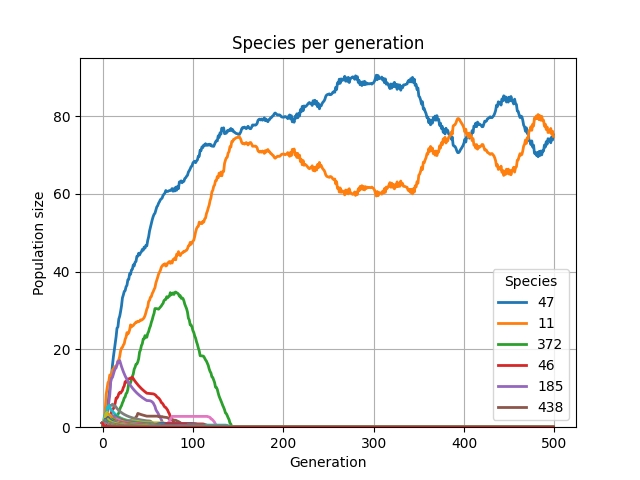 Species per generation
Population size
80
60
40
20
0
0 100 200 300 400 500
Generation
Species
47
11
372
46
185
438